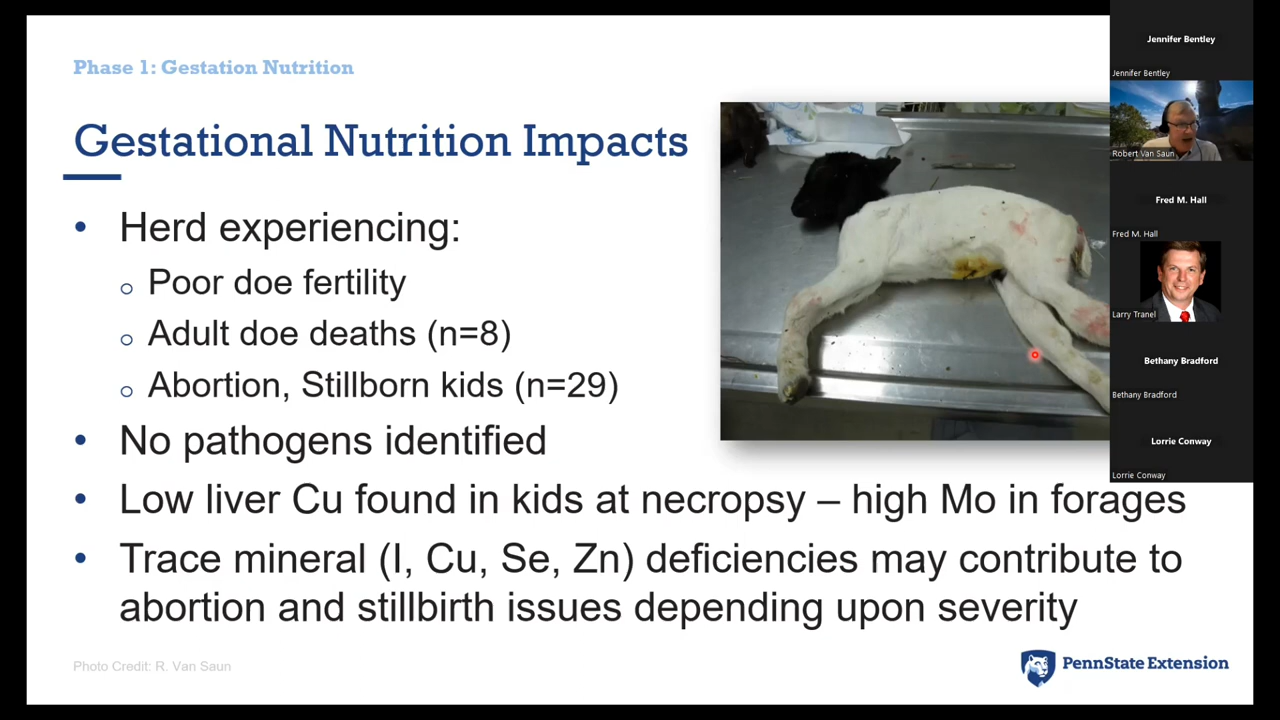 Phase 1: Gestation Nutrition
Gestational Nutrition Impacts
• Herd experiencing:
o Poor doe fertility
o Adult doe deaths (n=8)
o Abortion, Stillborn kids (n=29)
• No pathogens identified
• Low liver Cu found in kids at necropsy – high Mo in forages
• Trace mineral (I, Cu, Se, Zn) deficiencies may contribute to
abortion and stillbirth issues depending upon severity
Photo Credit: R. Van Saun
PennState Extension
Jennifer Bentley
Jennifer Bentley
Robert Van Saun
Fred M. Hall
Fred M. Hall
Larry Tranel
Bethany Bradford
Bethany Bradford
Lorrie Conway
Lorrie Conway